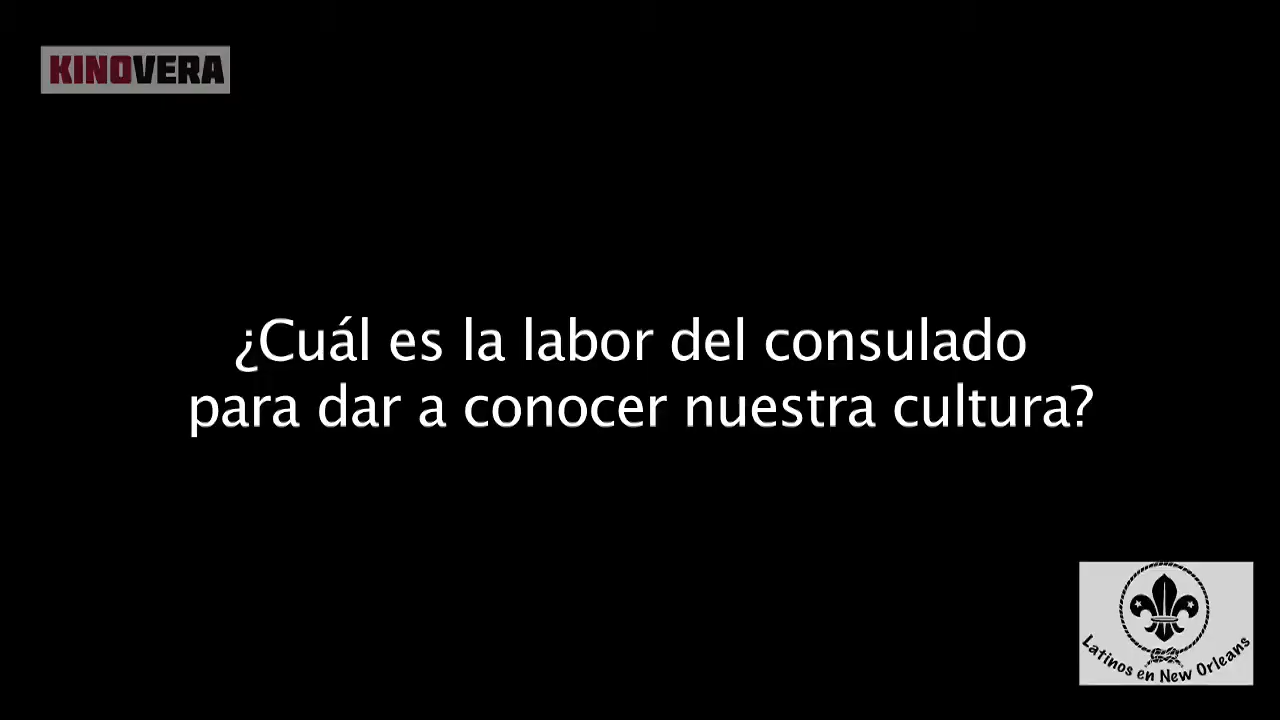 KINOVERA
¿Cuál es la labor del consulado
para dar a conocer nuestra cultura?
Latinos en New Orleans